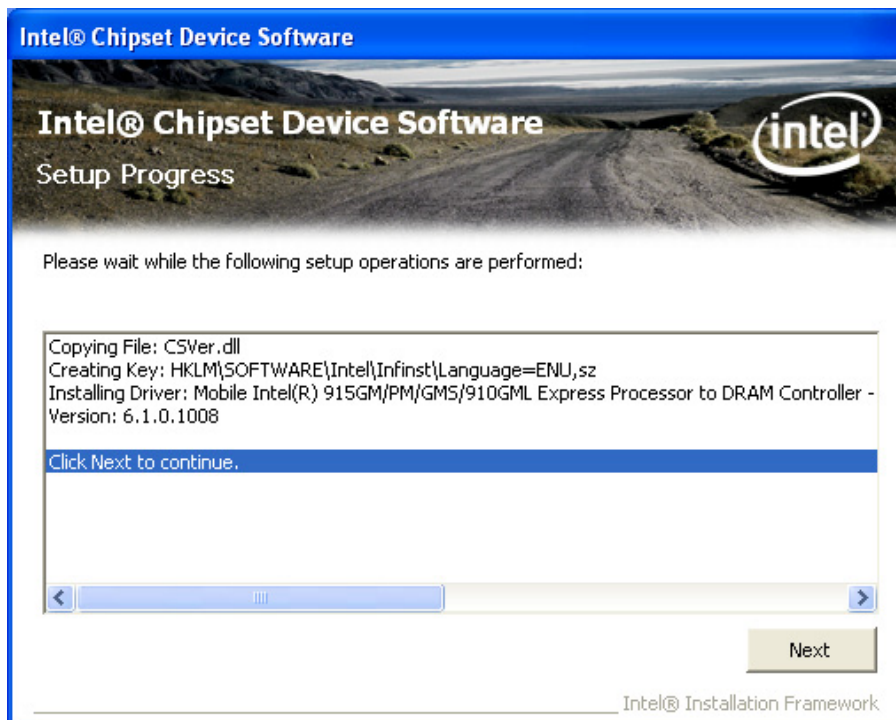 Intel® Chipset Device Software
Intel® Chipset Device Software
intel
Setup Progress
Please wait while the following setup operations are performed:
Copying File: CSVer.dll
Creating Key: HKLM\SOFTWARE\Intel\Infinst\Language=ENU,sz
Installing Driver: Mobile Intel(R) 915GM/PM/GMS/910GML Express Processor to DRAM Controller -
Version: 6.1.0.1008
Click Next to continue.
Next
Intel® Installation Framework